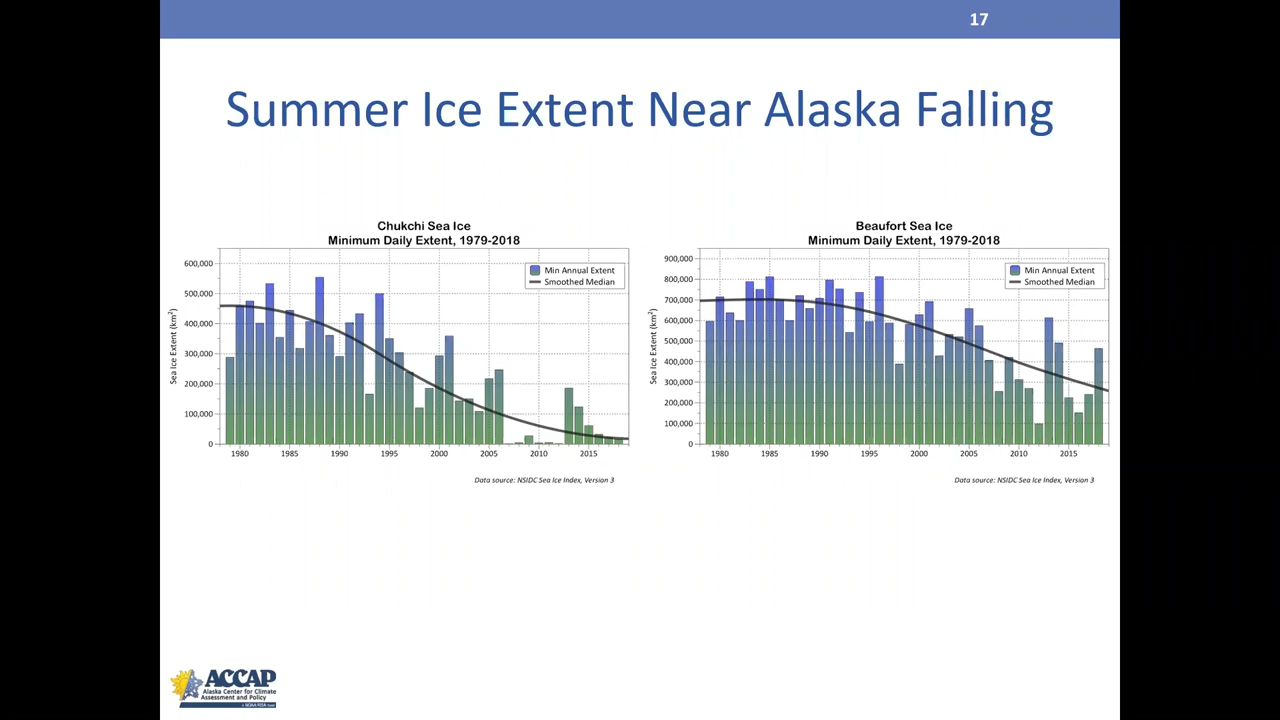 17
Summer Ice Extent Near Alaska Falling
Chukchi Sea Ice
Minimum Daily Extent, 1979-2018
Min Annual Extent
Smoothed Median
Sea Ice Extent (km²)
600,000
500,000
400,000
300,000
200,000
100,000
0
1980 1985 1990 1995 2000 2005 2010 2015
Data source: NSIDC Sea Ice Index, Version 3
Beaufort Sea Ice
Minimum Daily Extent, 1979-2018
Min Annual Extent
Smoothed Median
Sea Ice Extent (km²)
900,000
800,000
700,000
600,000
500,000
400,000
300,000
200,000
100,000
0
1980 1985 1990 1995 2000 2005 2010 2015
Data source: NSIDC Sea Ice Index, Version 3
ACCAP
Alaska Center for Climate
Assessment and Policy